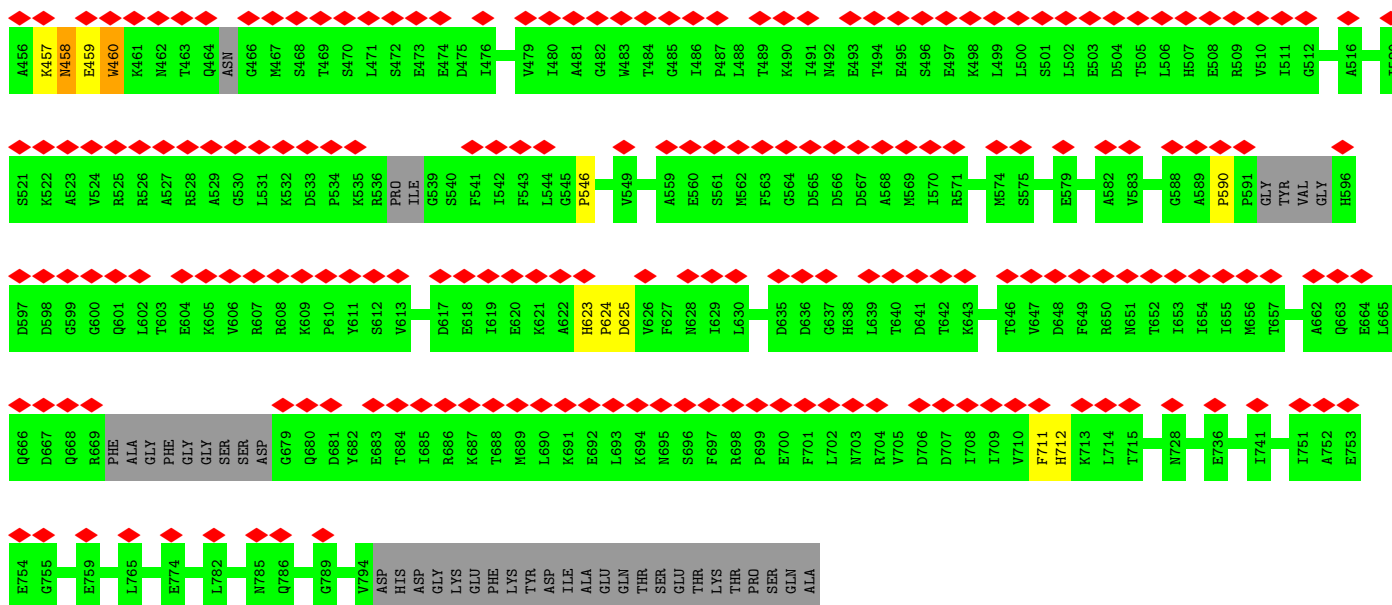 A456 K457 N458 E459 W460 K461 N462 T463 Q464 ASN G466 M467 S468 T469 S470 L471 S472 E473 E474 D475 I476 V479 I480 A481 G482 W483 T484 G485 I486 P487 L488 T489 K490 I491 N492 E493 T494 E495 S496 E497 K498 L499 L500 S501 L502 E503 D504 T505 L506 H507 E508 R509 V510 I511 G512 A516
S521 K522 A523 V524 R525 R526 A527 R528 A529 G530 L531 K532 D533 P534 K535 R536 PRO ILE G539 S540 F541 I542 F543 L544 G545 P546 V549 A559 E560 S561 M562 F563 G564 D565 D566 D567 A568 M569 I570 R571 M574 S575 E579 A582 V583 G588 A589 P590 P591 GLY TYR VAL GLY H596
D597 D598 G599 G600 Q601 L602 T603 E604 K605 V606 R607 R608 K609 P610 Y611 S612 V613 D617 E618 I619 E620 K621 A622 H623 P624 D625 V626 F627 N628 I629 L630 D635 D636 G637 H638 L639 T640 D641 T642 K643 T646 V647 D648 F649 R650 N651 T652 I653 I654 I655 M656 T657 A662 Q663 E664 L665
Q666 D667 Q668 R669 PHE ALA GLY PHE GLY GLY SER SER ASP G679 Q680 D681 Y682 E683 T684 I685 R686 K687 T688 M689 L690 K691 E692 L693 K694 N695 S696 F697 R698 P699 E700 F701 L702 N703 R704 V705 D706 D707 I708 I709 V710 F711 H712 K713 L714 T715 N728 E736 I741 I751 A752 E753
E754 G755 E759 L765 E774 L782 N785 Q786 G789 V794 ASP HIS ASP GLY LYS GLU PHE LYS TYR ASP ILE ALA GLU GLN THR SER GLU THR LYS THR PRO SER GLN ALA